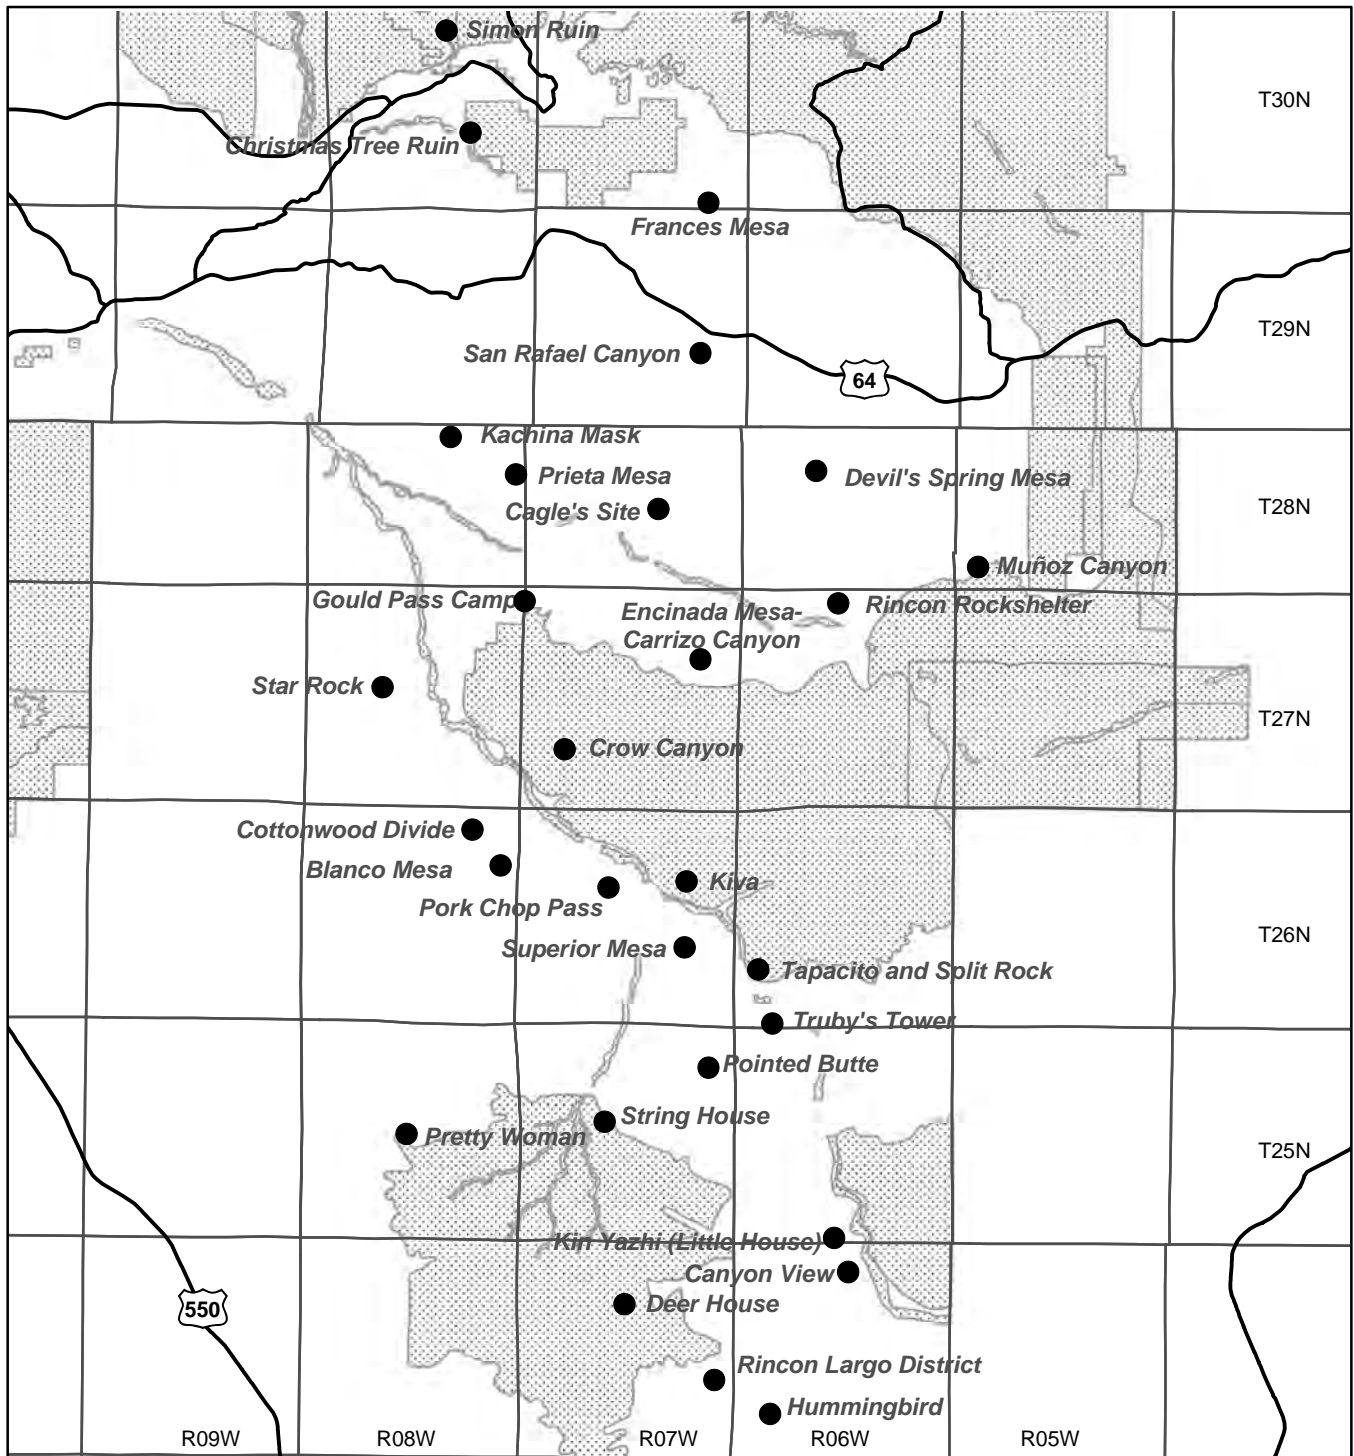 Simon Ruin
T30N
Christmas Tree Ruin
Frances Mesa
T29N
San Rafael Canyon
64
Kachina Mask
Prieta Mesa
Devil's Spring Mesa
Cagle's Site
T28N
Muñoz Canyon
Gould Pass Camp
Encinada Mesa-
Carrizo Canyon
Rincon Rockshelter
Star Rock
T27N
Crow Canyon
Cottonwood Divide
Blanco Mesa
Kiva
Pork Chop Pass
Superior Mesa
T26N
Tapacito and Split Rock
Truby's Tower
Pointed Butte
String House
Pretty Woman
T25N
Kin Yazhi (Little House)
Canyon View
Deer House
550
Rincon Largo District
Hummingbird
R09W
R08W
R07W
R06W
R05W